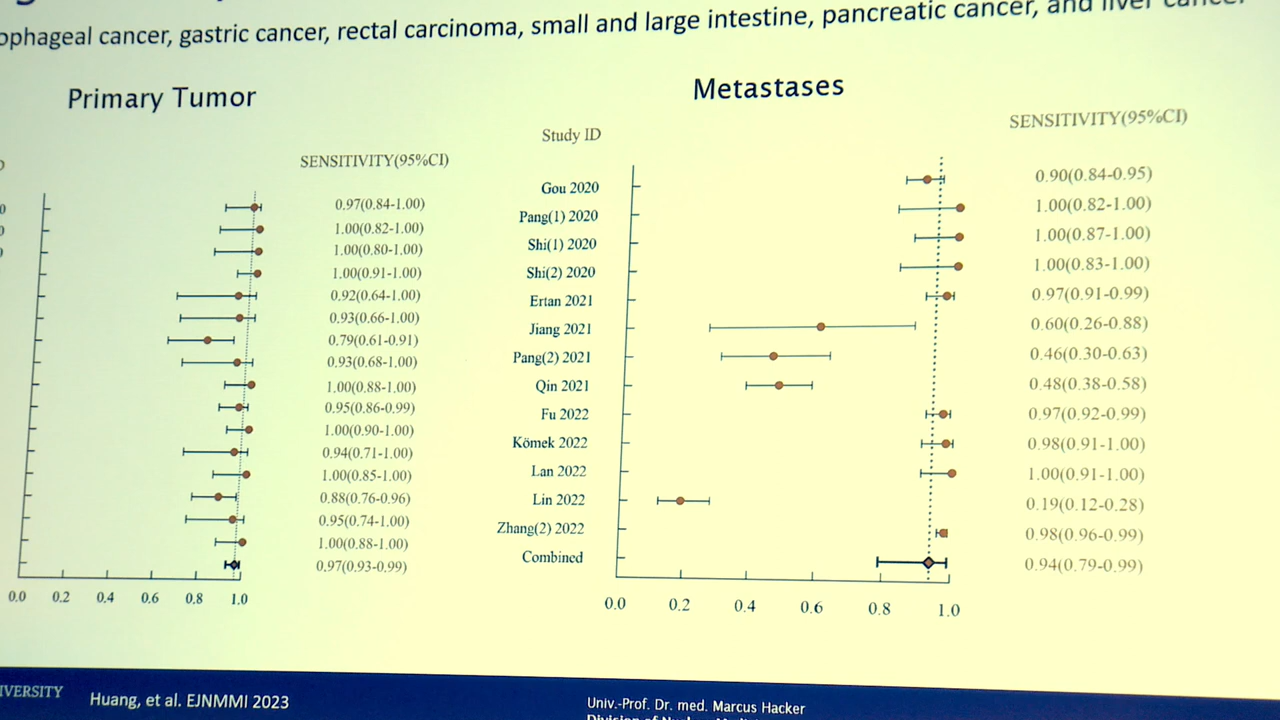 ophageal cancer, gastric cancer, rectal carcinoma, small and large intestine, pancreatic cancer, and liver cancer
Primary Tumor
SENSITIVITY(95%CI)
0.97(0.84-1.00)
1.00(0.82-1.00)
1.00(0.80-1.00)
1.00(0.91-1.00)
0.92(0.64-1.00)
0.93(0.66-1.00)
0.79(0.61-0.91)
0.93(0.68-1.00)
1.00(0.88-1.00)
0.95(0.86-0.99)
1.00(0.90-1.00)
0.94(0.71-1.00)
1.00(0.85-1.00)
0.88(0.76-0.96)
0.95(0.74-1.00)
1.00(0.88-1.00)
0.97(0.93-0.99)
0.0 0.2 0.4 0.6 0.8 1.0
Metastases
Study ID SENSITIVITY(95%CI)
Gou 2020 0.90(0.84-0.95)
Pang(1) 2020 1.00(0.82-1.00)
Shi(1) 2020 1.00(0.87-1.00)
Shi(2) 2020 1.00(0.83-1.00)
Ertan 2021 0.97(0.91-0.99)
Jiang 2021 0.60(0.26-0.88)
Pang(2) 2021 0.46(0.30-0.63)
Qin 2021 0.48(0.38-0.58)
Fu 2022 0.97(0.92-0.99)
Kömek 2022 0.98(0.91-1.00)
Lan 2022 1.00(0.91-1.00)
Lin 2022 0.19(0.12-0.28)
Zhang(2) 2022 0.98(0.96-0.99)
Combined 0.94(0.79-0.99)
0.0 0.2 0.4 0.6 0.8 1.0
IVERSITY
Huang, et al. EJNMMI 2023
Univ.-Prof. Dr. med. Marcus Hacker